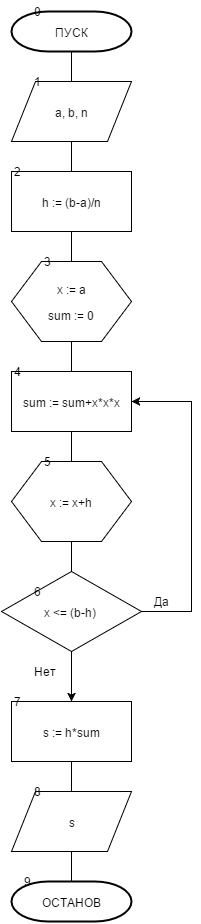 0
ПУСК
1
a, b, n
2
h := (b-a)/n
3
x := a
sum := 0
4
sum := sum+x*x*x
5
x := x+h
6
x <= (b-h)
Да
Нет
7
s := h*sum
8
s
9
ОСТАНОВ